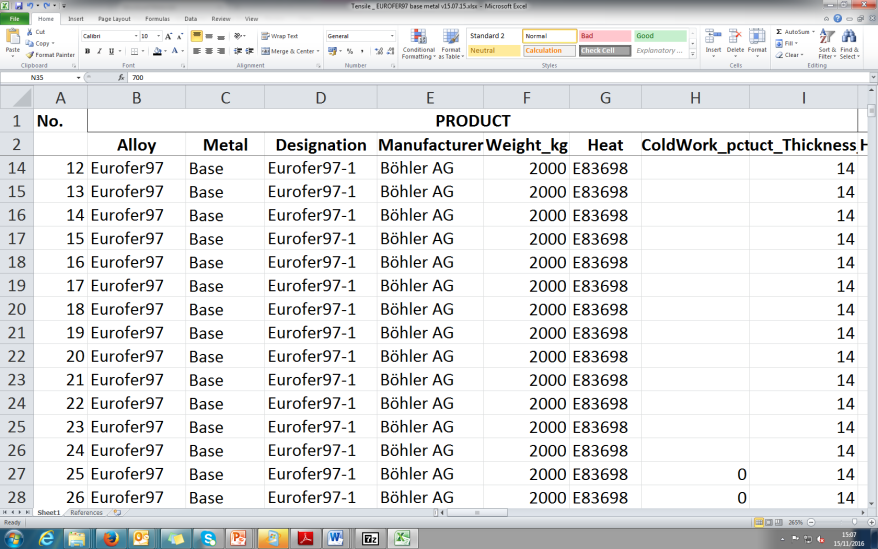 Tensile _ EUROFER97 base metal v15.07.15.xlsx - Microsoft Excel
File Home Insert Page Layout Formulas Data Review View
Paste Cut Copy Format Painter Clipboard
Calibri 10 B I U Font
Wrap Text Merge & Center Alignment
General % , Number
Conditional Formatting Format as Table
Standard 2 Normal Bad Good
Neutral Calculation Check Cell Explanatory ...
Styles
Insert Delete Format Cells
AutoSum Fill Clear Sort & Filter Find & Select Editing
N35 fx 700
A B C D E F G H I
1 No. PRODUCT
2 Alloy Metal Designation Manufacturer Weight_kg Heat ColdWork_pct uct_Thickness H
14 12 Eurofer97 Base Eurofer97-1 Böhler AG 2000 E83698 14
15 13 Eurofer97 Base Eurofer97-1 Böhler AG 2000 E83698 14
16 14 Eurofer97 Base Eurofer97-1 Böhler AG 2000 E83698 14
17 15 Eurofer97 Base Eurofer97-1 Böhler AG 2000 E83698 14
18 16 Eurofer97 Base Eurofer97-1 Böhler AG 2000 E83698 14
19 17 Eurofer97 Base Eurofer97-1 Böhler AG 2000 E83698 14
20 18 Eurofer97 Base Eurofer97-1 Böhler AG 2000 E83698 14
21 19 Eurofer97 Base Eurofer97-1 Böhler AG 2000 E83698 14
22 20 Eurofer97 Base Eurofer97-1 Böhler AG 2000 E83698 14
23 21 Eurofer97 Base Eurofer97-1 Böhler AG 2000 E83698 14
24 22 Eurofer97 Base Eurofer97-1 Böhler AG 2000 E83698 14
25 23 Eurofer97 Base Eurofer97-1 Böhler AG 2000 E83698 14
26 24 Eurofer97 Base Eurofer97-1 Böhler AG 2000 E83698 14
27 25 Eurofer97 Base Eurofer97-1 Böhler AG 2000 E83698 0 14
28 26 Eurofer97 Base Eurofer97-1 Böhler AG 2000 E83698 0 14
Sheet1 References
Ready 265%
15:07
15/11/2016